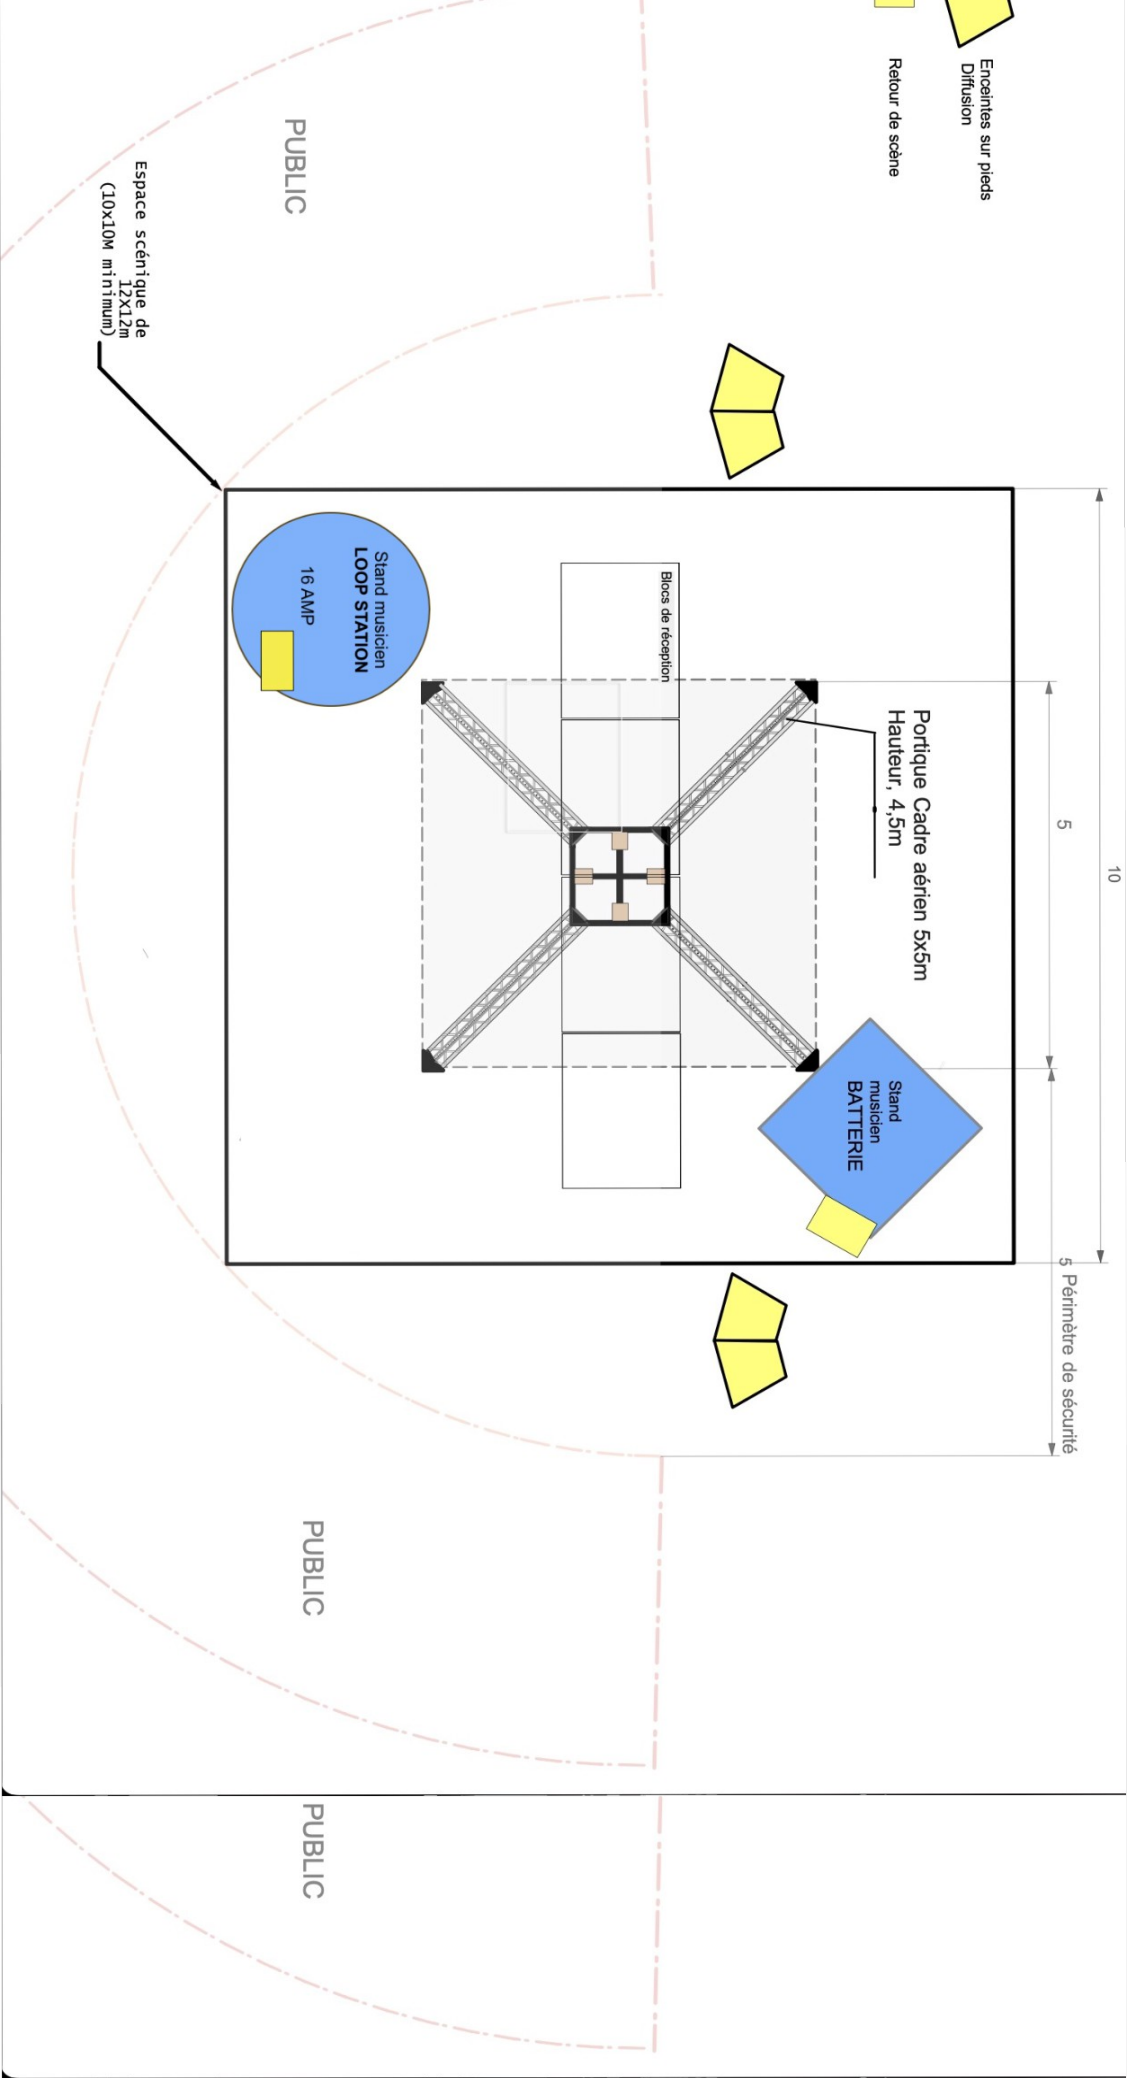 Enceintes sur pieds
Diffusion
Retour de scène
PUBLIC
Espace scénique de
12X12m
(10x10M minimum)
Stand musicien
LOOP STATION
16 AMP
Blocs de réception
Portique Cadre aérien 5x5m
Hauteur, 4,5m
5
10
Stand
musicien
BATTERIE
5 Périmètre de sécurité
PUBLIC
PUBLIC